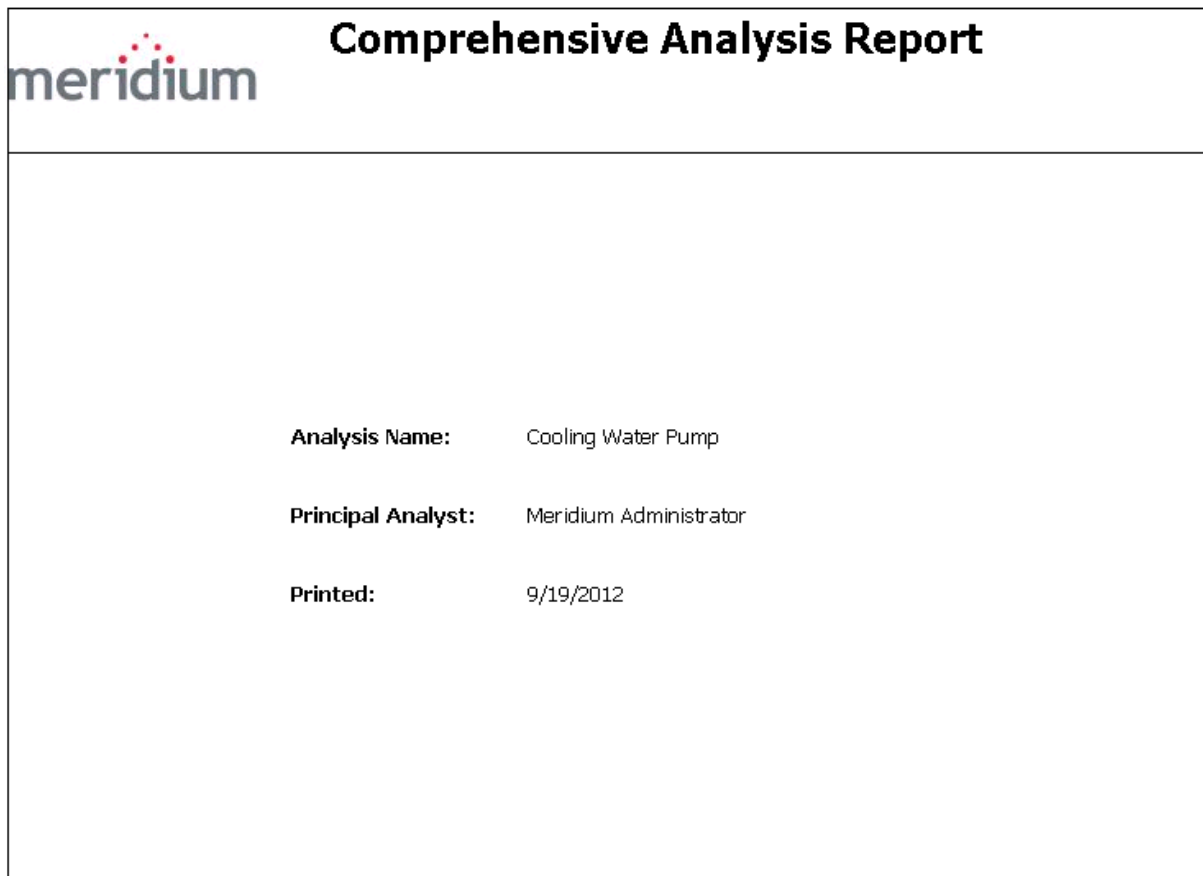 meridium
Comprehensive Analysis Report
Analysis Name: Cooling Water Pump
Principal Analyst: Meridium Administrator
Printed: 9/19/2012